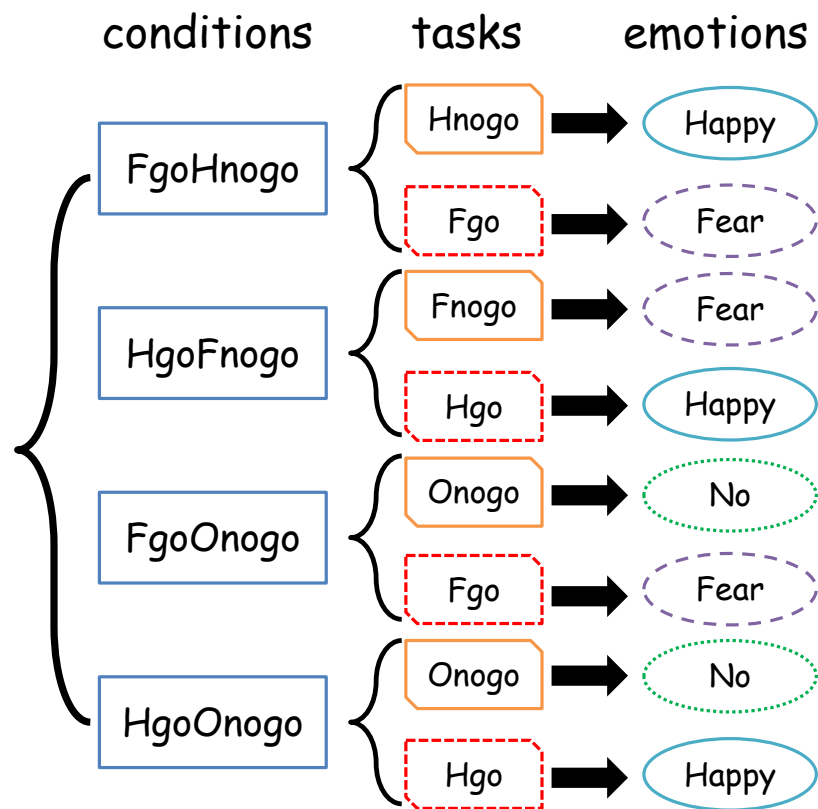 conditions tasks emotions
FgoHnogo
Hnogo Happy
Fgo Fear
HgoFnogo
Fnogo Fear
Hgo Happy
FgoOnogo
Onogo No
Fgo Fear
HgoOnogo
Onogo No
Hgo Happy